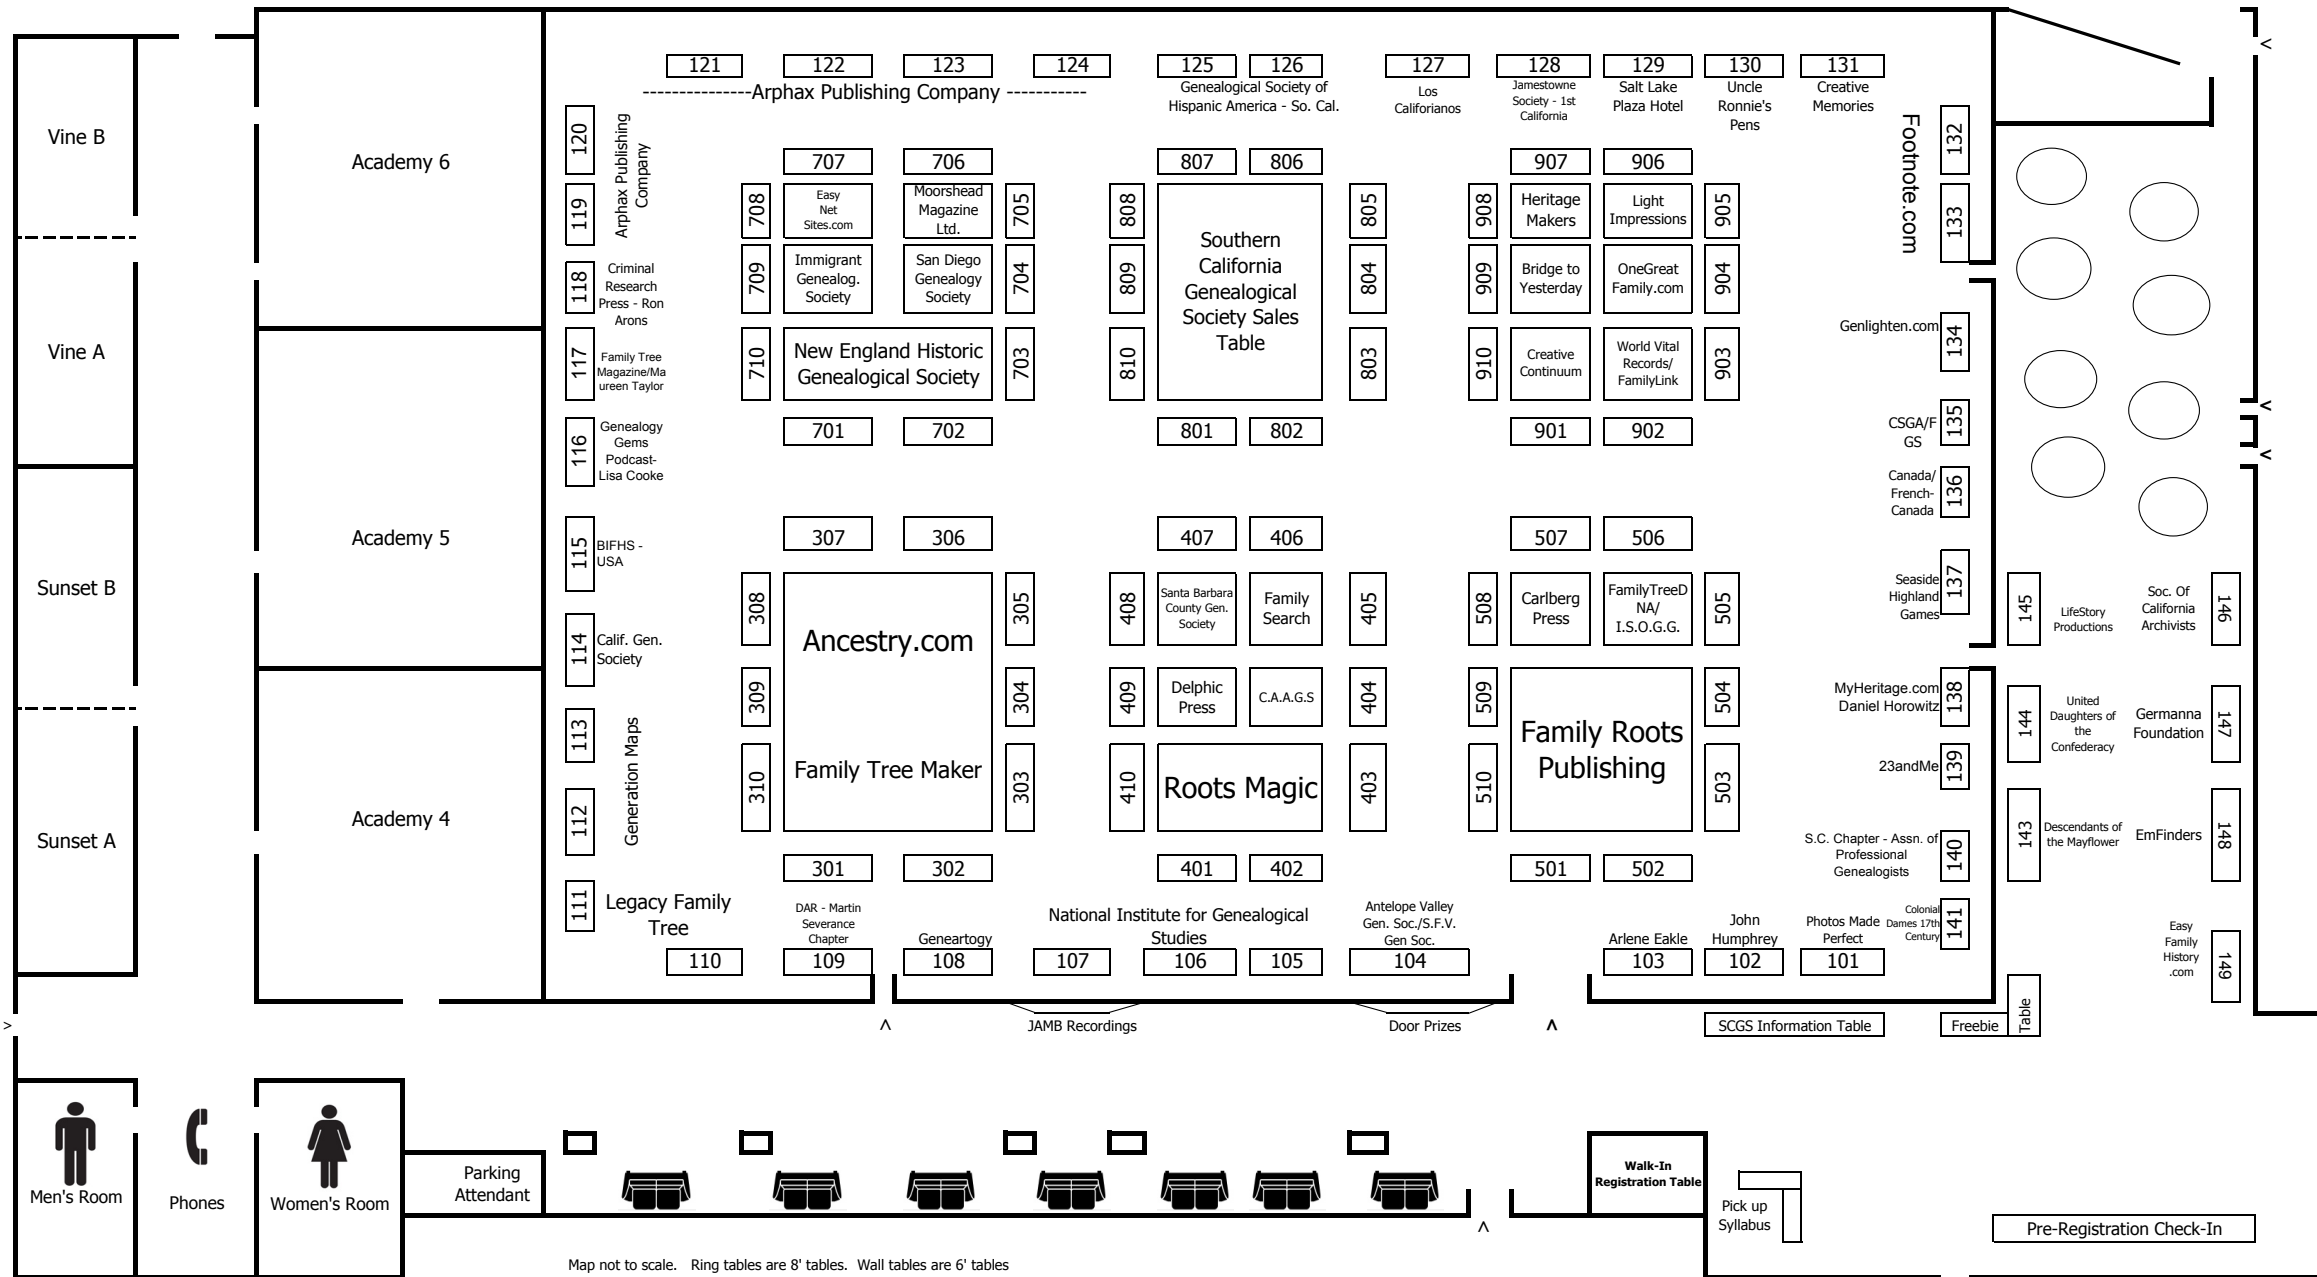 121
122
123
124
125
126
127
128
129
130
131
---------------Arphax Publishing Company -----------
Genealogical Society of
Hispanic America - So. Cal.
Los
Califorianos
Jamestowne
Society - 1st
California
Salt Lake
Plaza Hotel
Uncle
Ronnie's
Pens
Creative
Memories
Vine B
Vine A
Sunset B
Sunset A
Academy 6
Academy 5
Academy 4
120
119
Arphax Publishing
Company
118
Criminal
Research
Press - Ron
Arons
117
Family Tree
Magazine/Ma
ureen Taylor
116
Genealogy
Gems
Podcast-
Lisa Cooke
115
BIFHS -
USA
114
Calif. Gen.
Society
113
112
Generation Maps
111
Legacy Family
Tree
707
706
708
Easy
Net
Sites.com
Moorshead
Magazine
Ltd.
705
709
Immigrant
Genealog.
Society
San Diego
Genealogy
Society
704
710
New England Historic
Genealogical Society
703
701
702
807
806
808
809
810
Southern
California
Genealogical
Society Sales
Table
805
804
803
801
802
907
906
908
Heritage
Makers
Light
Impressions
905
909
Bridge to
Yesterday
OneGreat
Family.com
904
910
Creative
Continuum
World Vital
Records/
FamilyLink
903
901
902
Footnote.com
132
133
Genlighten.com
134
CSGA/F
GS
135
Canada/
French-
Canada
136
Seaside
Highland
Games
137
MyHeritage.com
Daniel Horowitz
138
23andMe
139
S.C. Chapter - Assn. of
Professional
Genealogists
140
Colonial
Dames 17th
Century
141
307
306
308
309
310
Ancestry.com
Family Tree Maker
305
304
303
301
302
407
406
408
Santa Barbara
County Gen.
Society
Family
Search
405
409
Delphic
Press
C.A.A.G.S
404
410
Roots Magic
403
401
402
507
506
508
Carlberg
Press
FamilyTreeD
NA/
I.S.O.G.G.
505
509
510
Family Roots
Publishing
504
503
501
502
145
LifeStory
Productions
Soc. Of
California
Archivists
146
144
United
Daughters of
the
Confederacy
Germanna
Foundation
147
143
Descendants of
the Mayflower
EmFinders
148
Easy
Family
History
.com
149
110
DAR - Martin
Severance
Chapter
109
Geneartogy
108
National Institute for Genealogical
Studies
107
106
105
Antelope Valley
Gen. Soc./S.F.V.
Gen Soc.
104
Arlene Eakle
103
John
Humphrey
102
Photos Made
Perfect
101
JAMB Recordings
Door Prizes
SCGS Information Table
Freebie
Table
Men's Room
Phones
Women's Room
Parking
Attendant
Walk-In
Registration Table
Pick up
Syllabus
Pre-Registration Check-In
Map not to scale. Ring tables are 8' tables. Wall tables are 6' tables